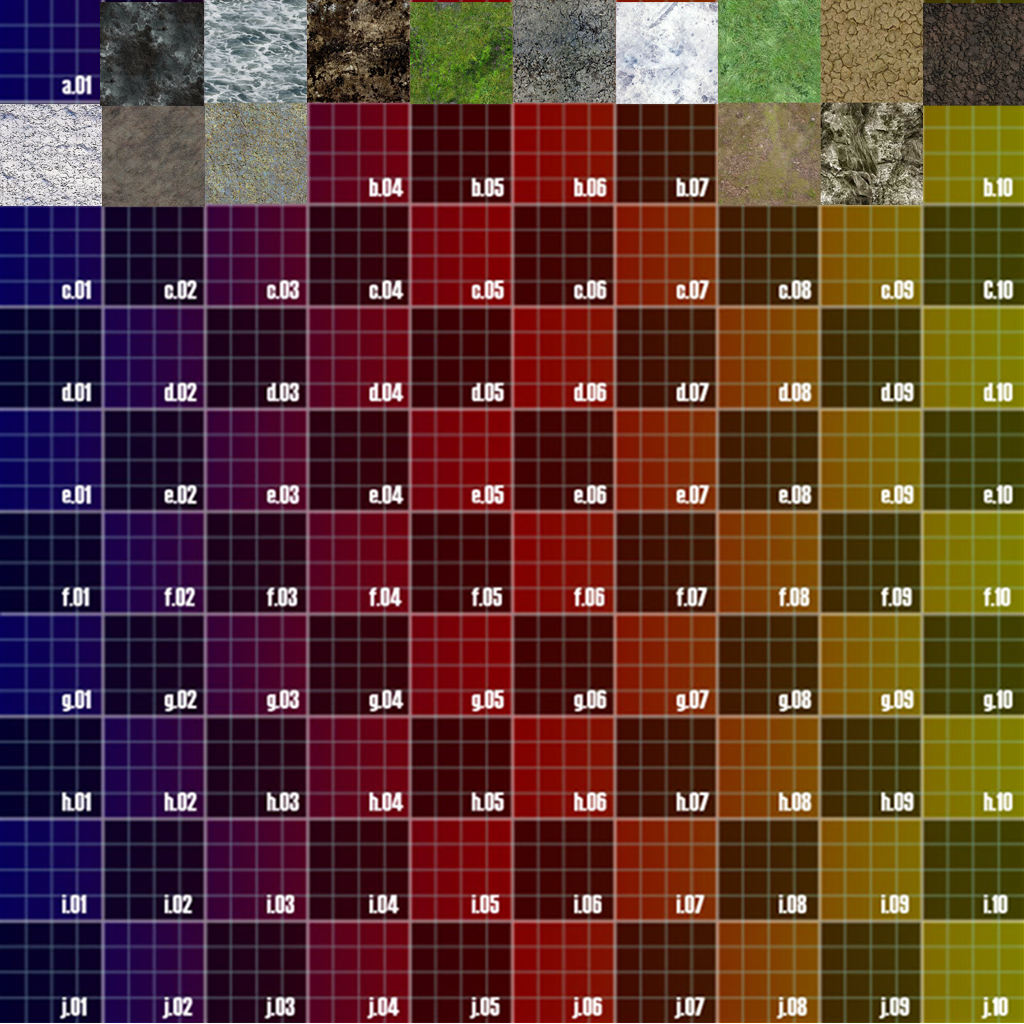 a.01
b.04 b.05 b.06 b.07 b.10
c.01 c.02 c.03 c.04 c.05 c.06 c.07 c.08 c.09 C.10
d.01 d.02 d.03 d.04 d.05 d.06 d.07 d.08 d.09 d.10
e.01 e.02 e.03 e.04 e.05 e.06 e.07 e.08 e.09 e.10
f.01 f.02 f.03 f.04 f.05 f.06 f.07 f.08 f.09 f.10
g.01 g.02 g.03 g.04 g.05 g.06 g.07 g.08 g.09 g.10
h.01 h.02 h.03 h.04 h.05 h.06 h.07 h.08 h.09 h.10
i.01 i.02 i.03 i.04 i.05 i.06 i.07 i.08 i.09 i.10
j.01 j.02 j.03 j.04 j.05 j.06 j.07 j.08 j.09 j.10